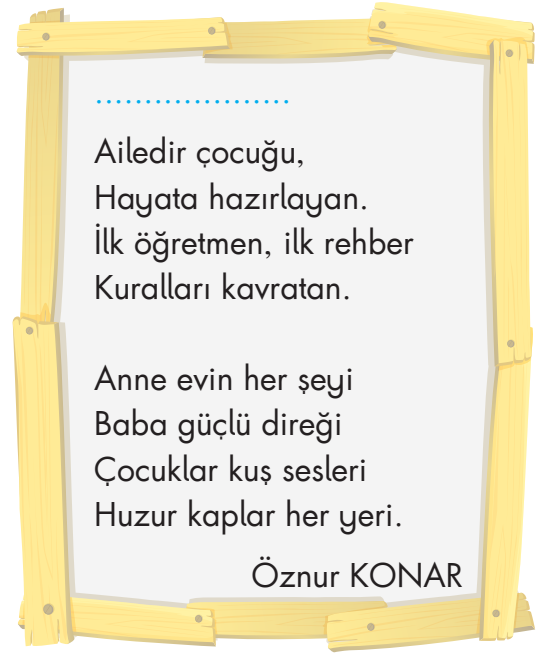 ....................
Ailedir çocuğu,
Hayata hazırlayan.
İlk öğretmen, ilk rehber
Kuralları kavratan.
Anne evin her şeyi
Baba güçlü direği
Çocuklar kuş sesleri
Huzur kaplar her yeri.
Öznur KONAR